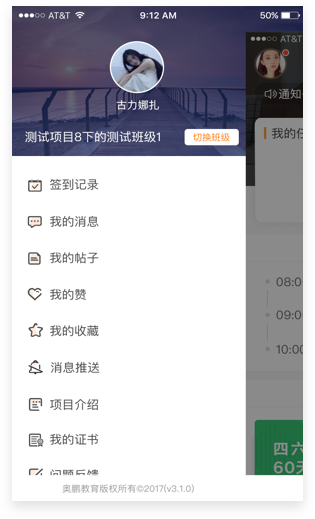 AT&T 9:12 AM 50%
古力娜扎
测试项目8下的测试班级1 切换班级
签到记录
我的消息
我的帖子
我的赞
我的收藏
消息推送
项目介绍
我的证书
问题反馈
奥鹏教育版权所有©2017(v3.1.0)
AT&T
通知
我的
08:0
09:0
10:00
四六
60天